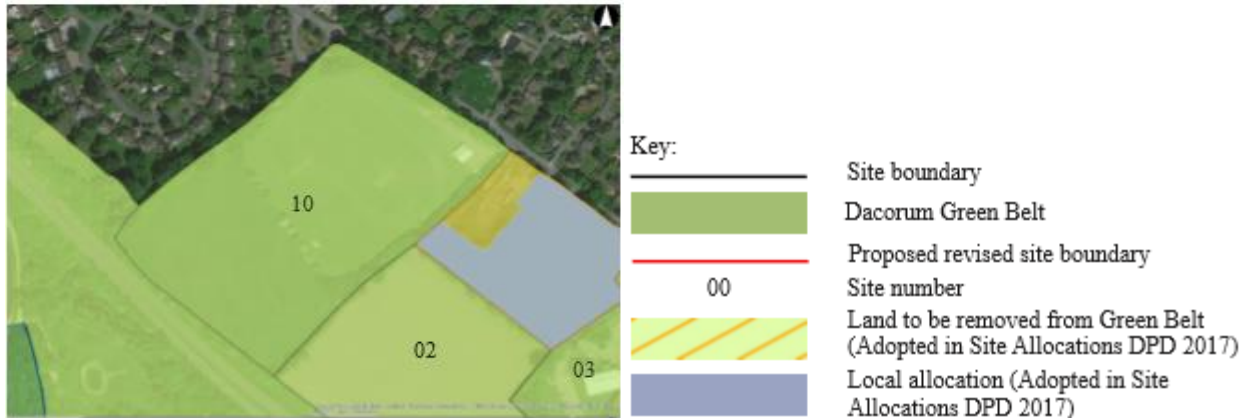 10
02
03
Key:
Site boundary
Dacorum Green Belt
Proposed revised site boundary
00 Site number
Land to be removed from Green Belt
(Adopted in Site Allocations DPD 2017)
Local allocation (Adopted in Site
Allocations DPD 2017)